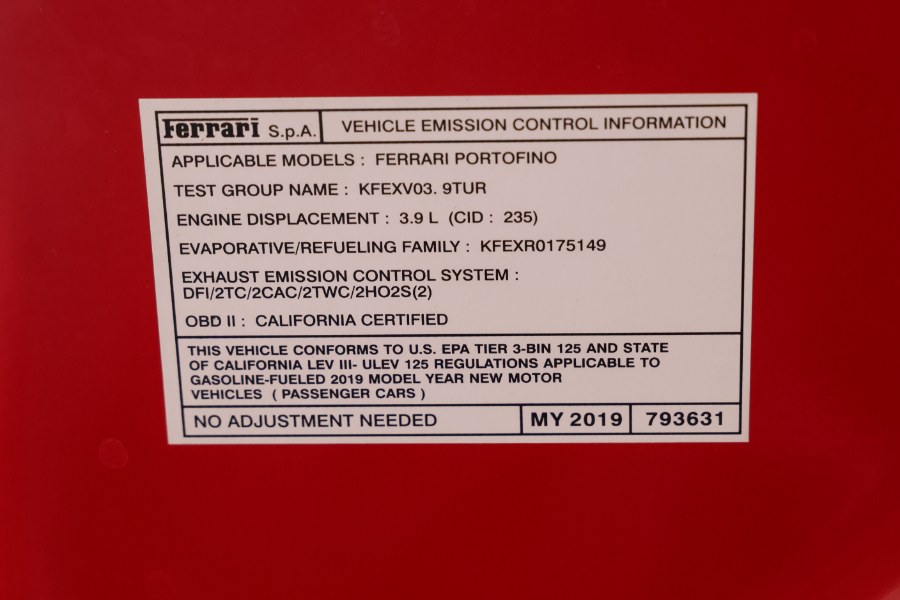 Ferrari S.p.A. VEHICLE EMISSION CONTROL INFORMATION
APPLICABLE MODELS : FERRARI PORTOFINO
TEST GROUP NAME : KFEXV03. 9TUR
ENGINE DISPLACEMENT : 3.9 L (CID : 235)
EVAPORATIVE/REFUELING FAMILY : KFEXR0175149
EXHAUST EMISSION CONTROL SYSTEM :
DFI/2TC/2CAC/2TWC/2HO2S(2)
OBD II : CALIFORNIA CERTIFIED
THIS VEHICLE CONFORMS TO U.S. EPA TIER 3-BIN 125 AND STATE
OF CALIFORNIA LEV III- ULEV 125 REGULATIONS APPLICABLE TO
GASOLINE-FUELED 2019 MODEL YEAR NEW MOTOR
VEHICLES ( PASSENGER CARS )
NO ADJUSTMENT NEEDED MY 2019 793631